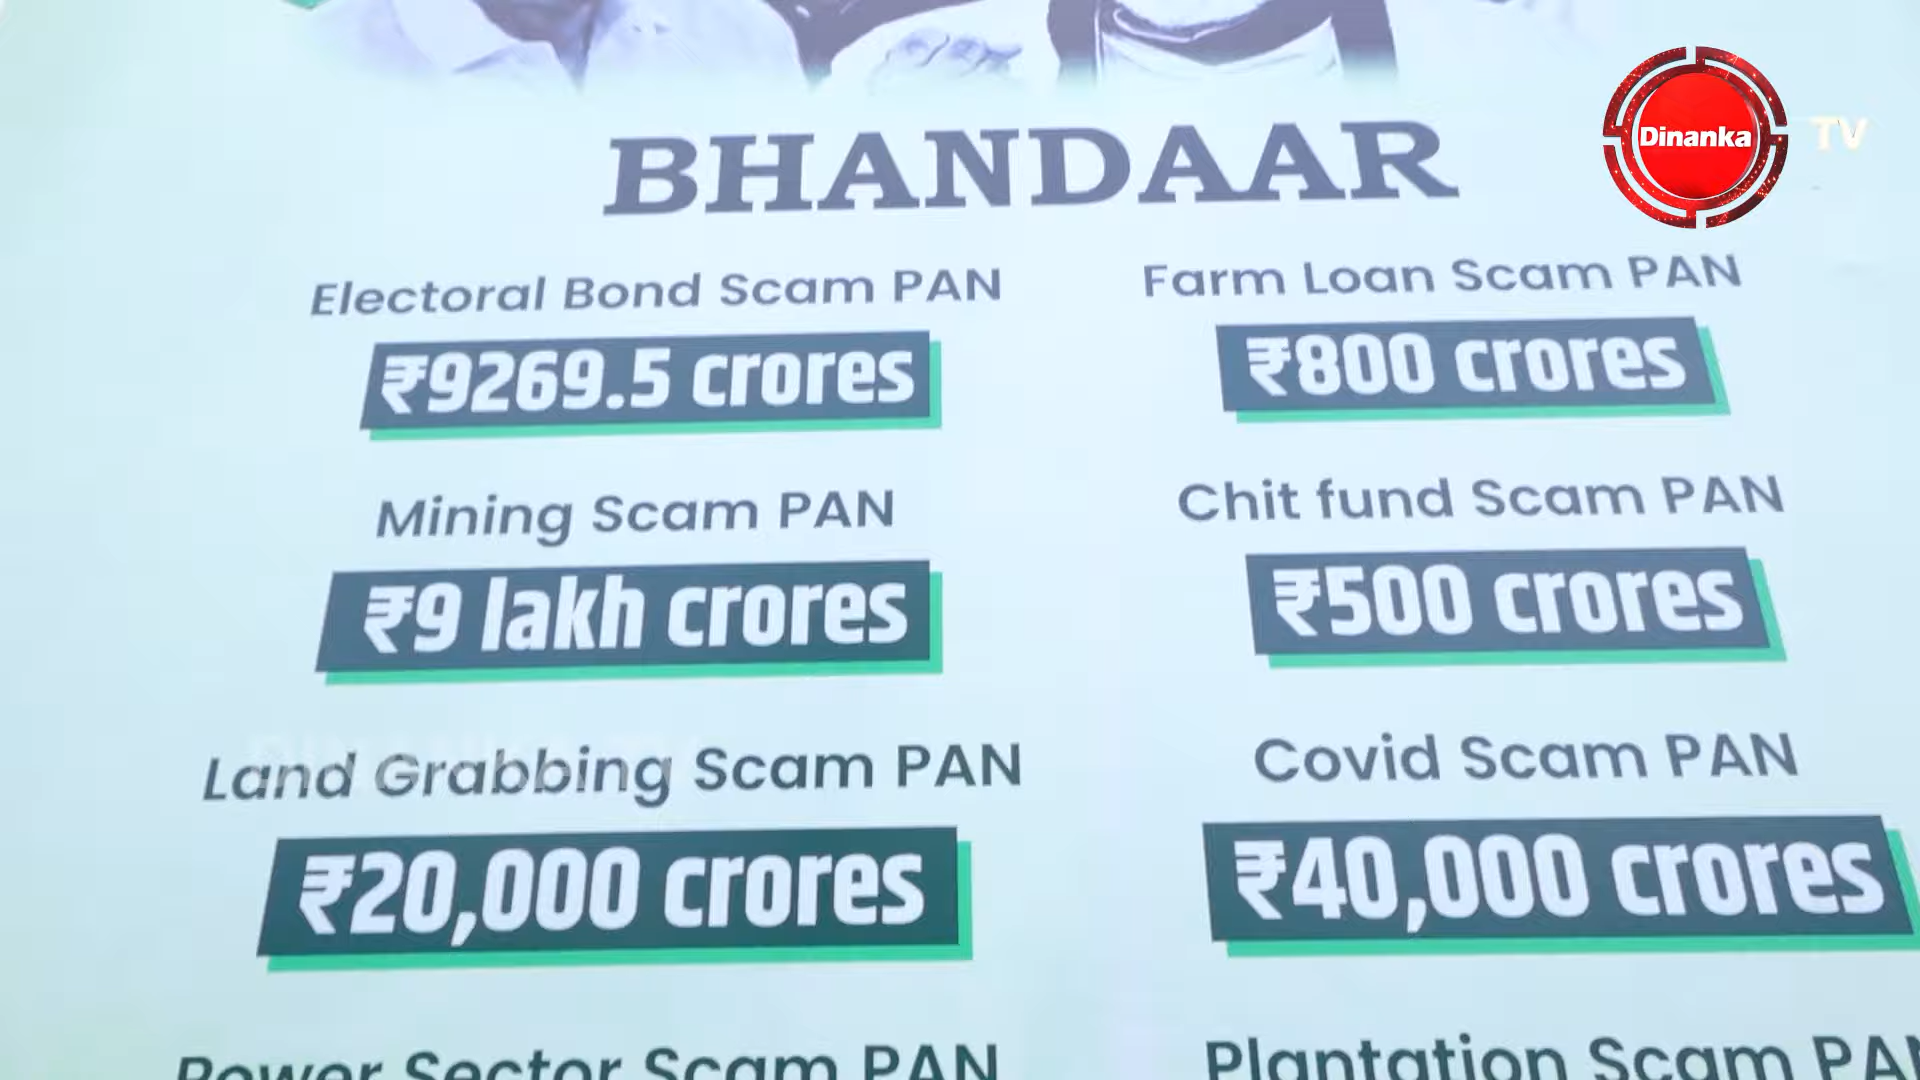 Dinanka
TV
BHANDAAR
Electoral Bond Scam PAN
₹9269.5 crores
Farm Loan Scam PAN
₹800 crores
Mining Scam PAN
₹9 lakh crores
Chit fund Scam PAN
₹500 crores
Land Grabbing Scam PAN
₹20,000 crores
Covid Scam PAN
₹40,000 crores
Power Sector Scam PAN
Plantation Scam PAN